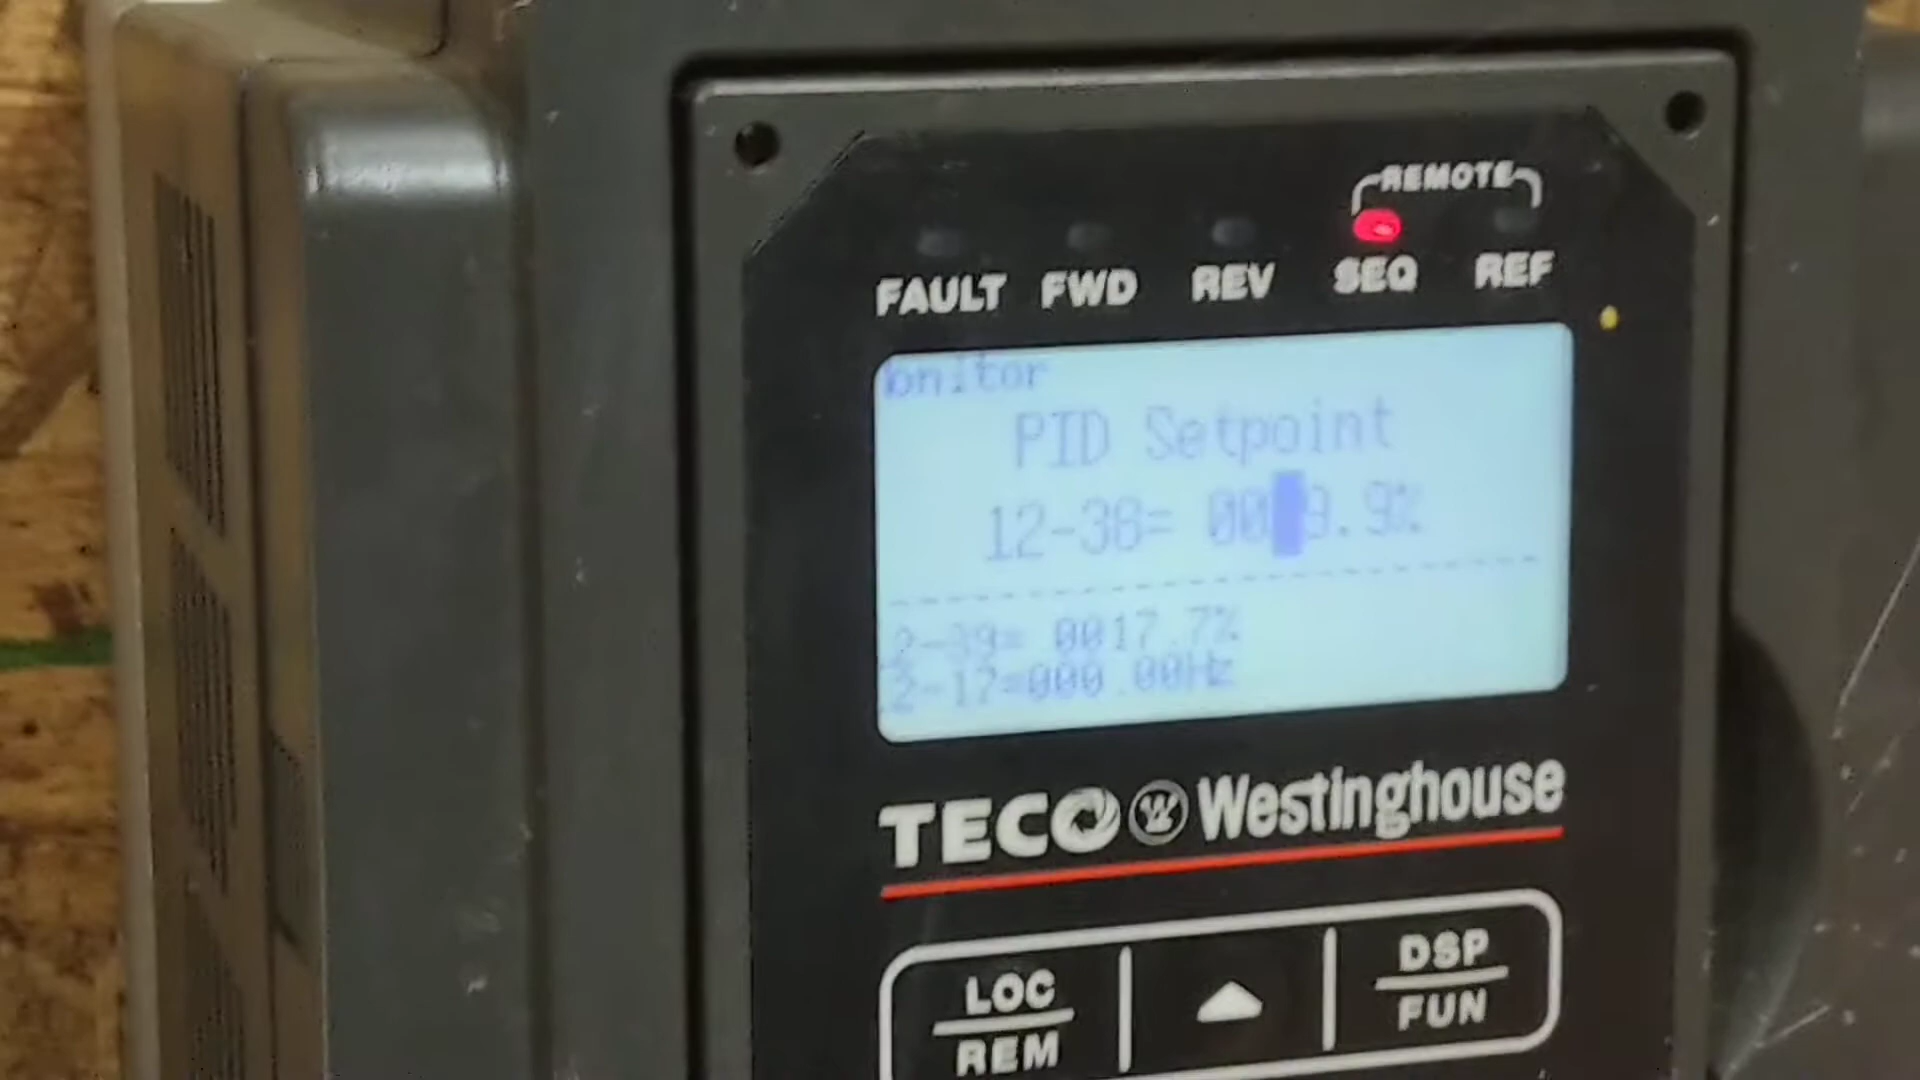 REMOTE
FAULT FWD REV SEQ REF
onitor
PID Setpoint
12-38= 00 9.9%
2-39= 0017.7%
2-17=000.00Hz
TECO Westinghouse
LOC
REM
DSP
FUN